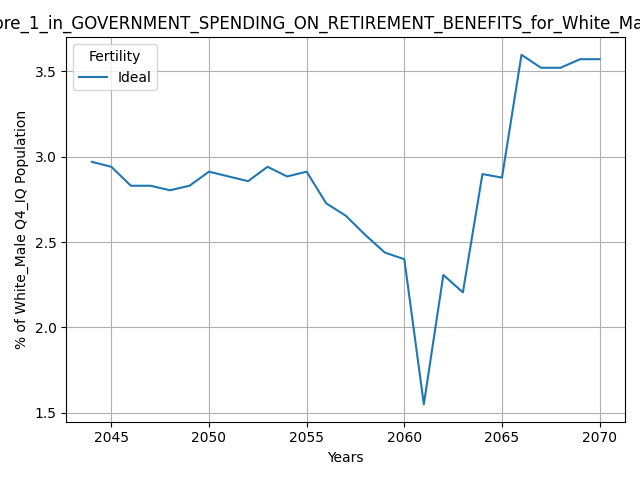 ore_1_in_GOVERNMENT_SPENDING_ON_RETIREMENT_BENEFITS_for_White_Ma
Fertility
Ideal
% of White_Male Q4_IQ Population
3.5
3.0
2.5
2.0
1.5
2045 2050 2055 2060 2065 2070
Years